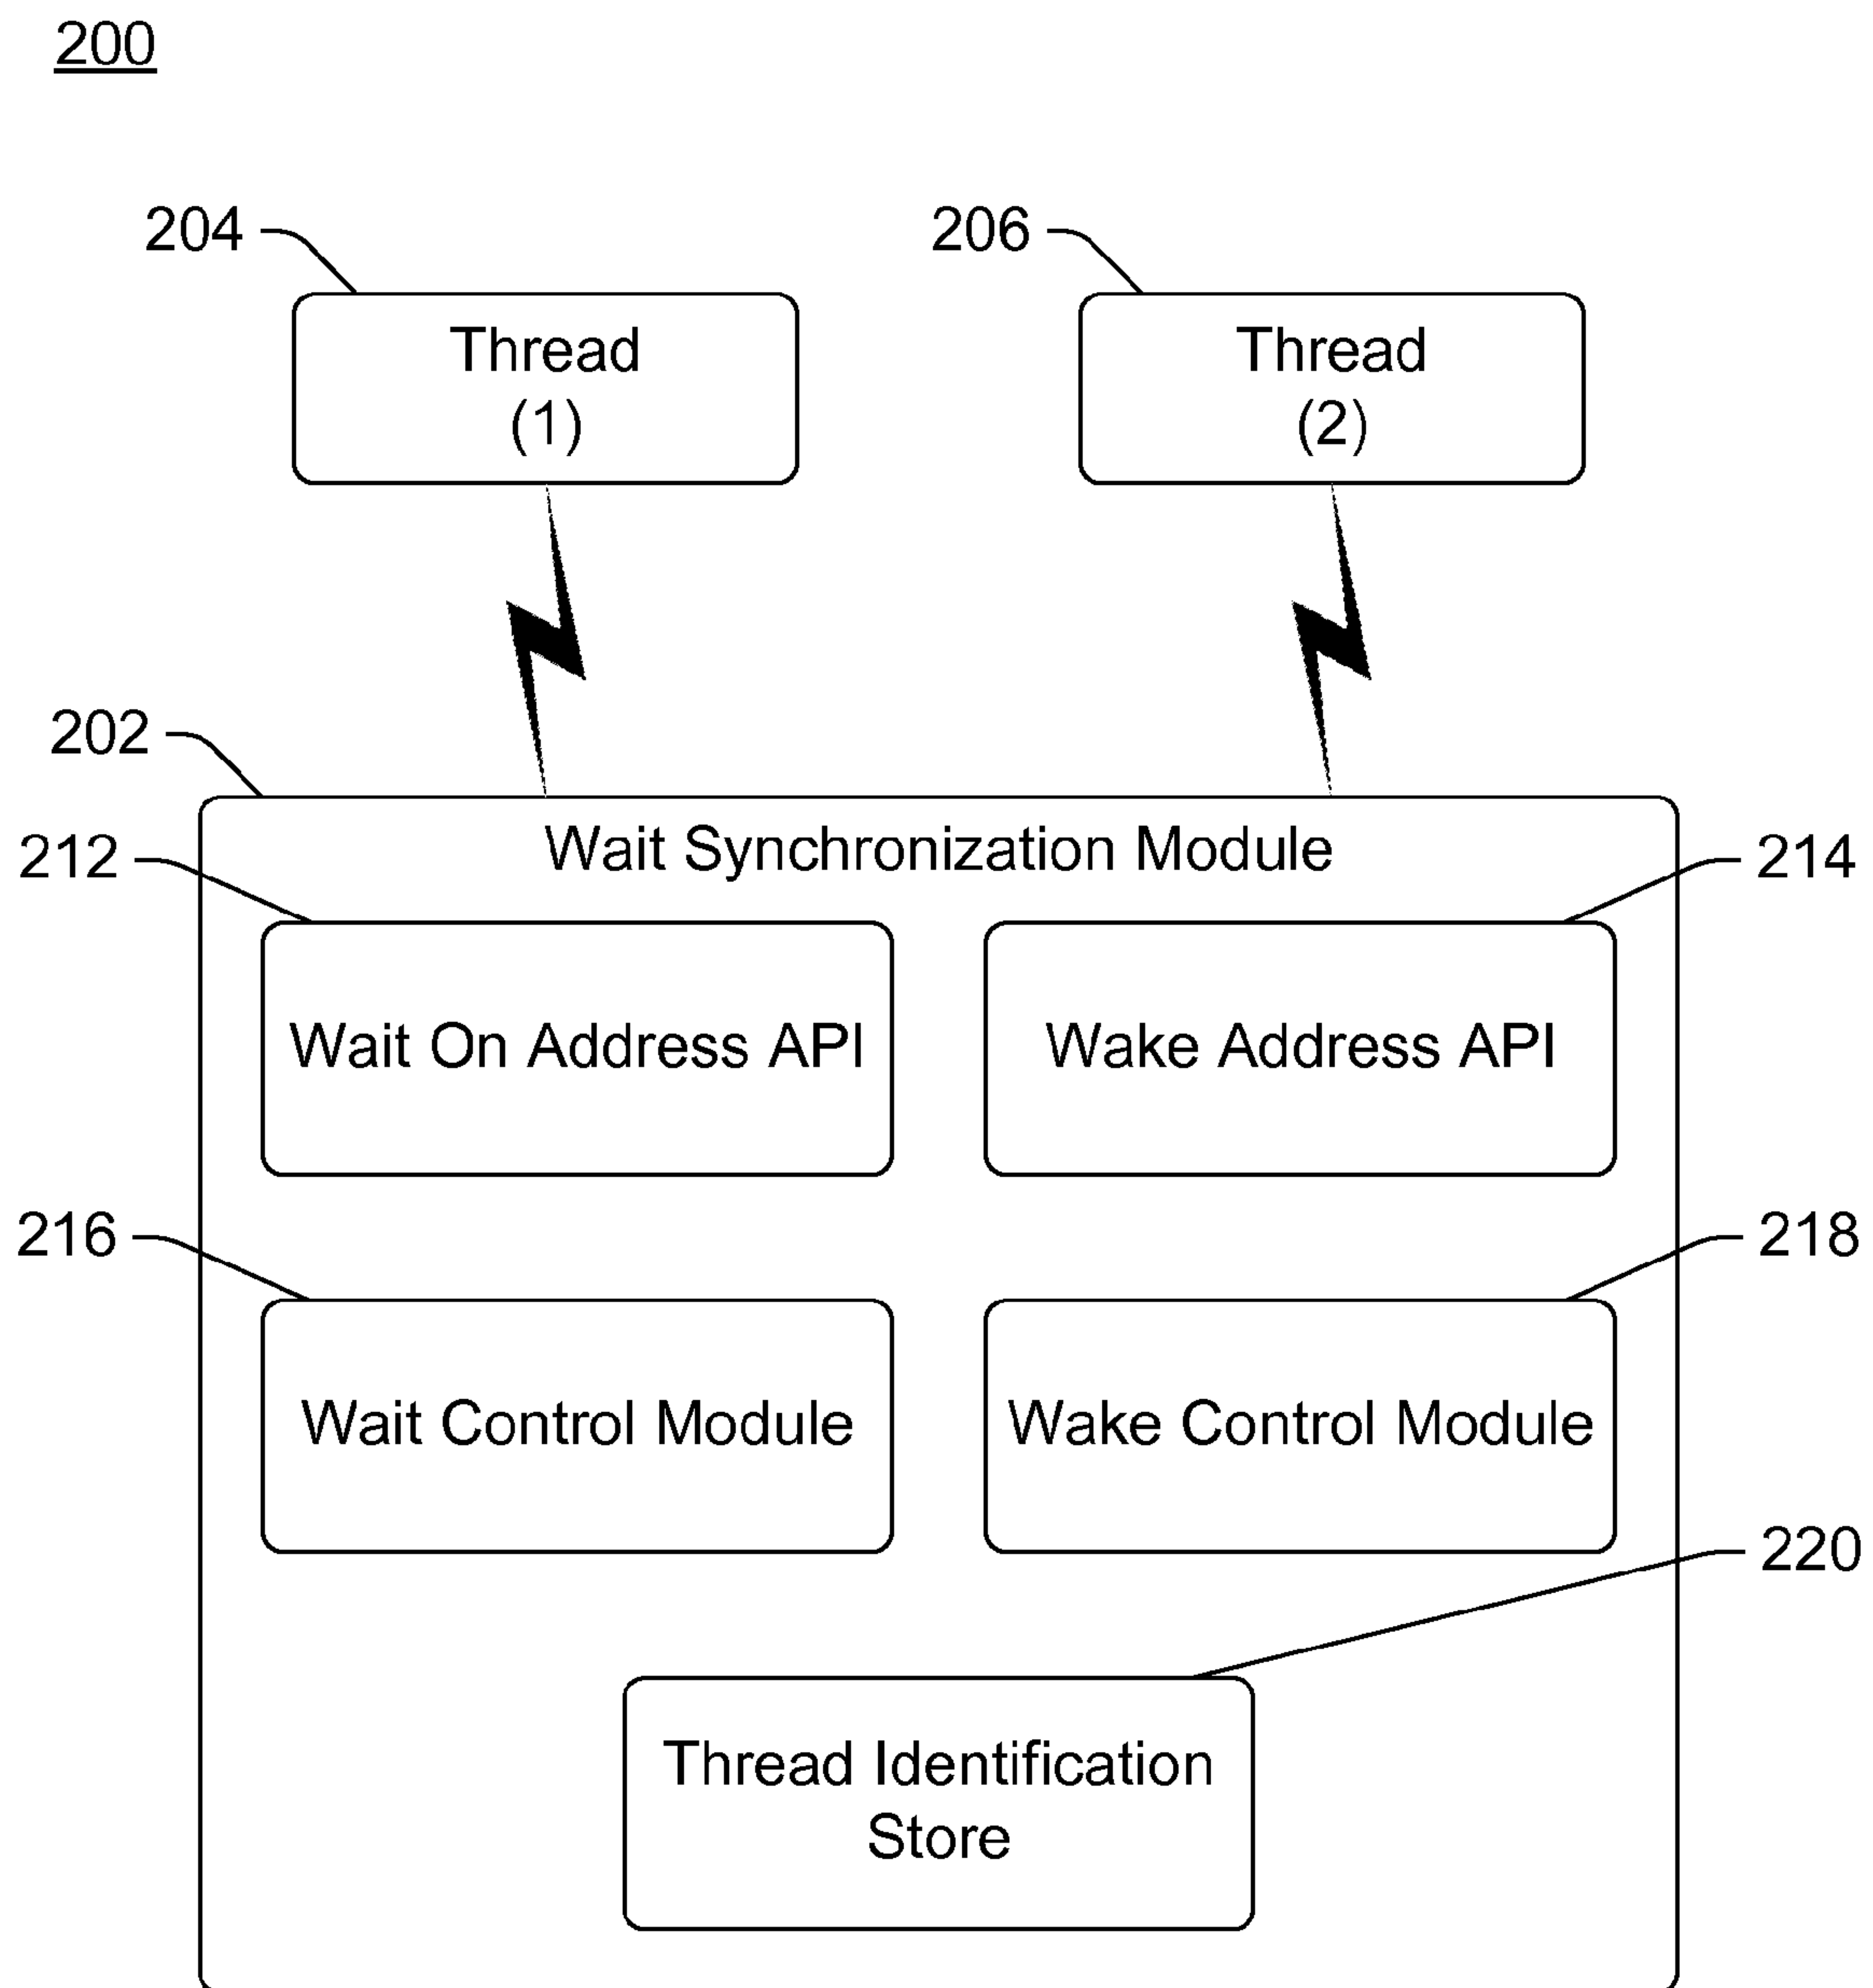 200
204
206
Thread
(1)
Thread
(2)
202
Wait Synchronization Module
212
214
Wait On Address API
Wake Address API
216
218
Wait Control Module
Wake Control Module
220
Thread Identification
Store